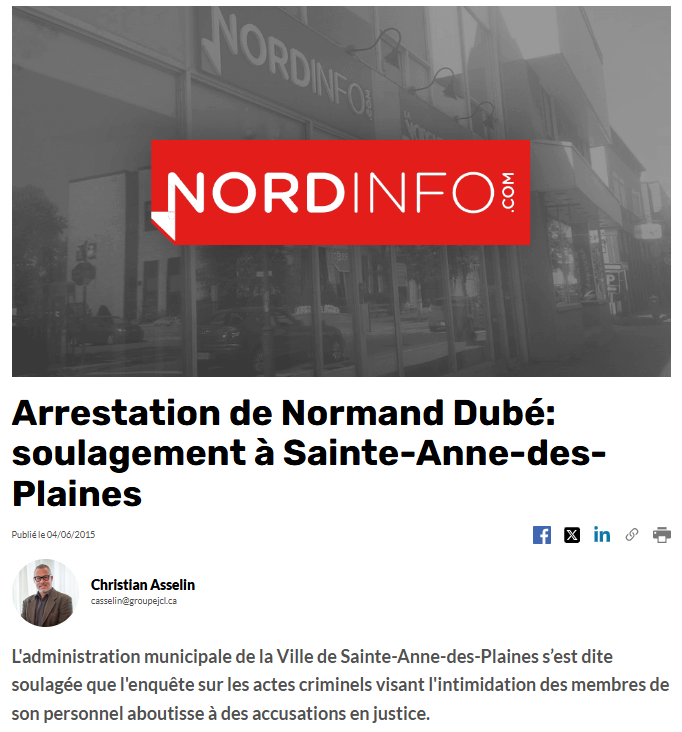 NORDINFO.COM
NORDINFO.COM
Arrestation de Normand Dubé:
soulagement à Sainte-Anne-des-
Plaines
Publié le 04/06/2015
Christian Asselin
casselin@groupejcl.ca
L'administration municipale de la Ville de Sainte-Anne-des-Plaines s’est dite
soulagée que l'enquête sur les actes criminels visant l'intimidation des membres de
son personnel aboutisse à des accusations en justice.